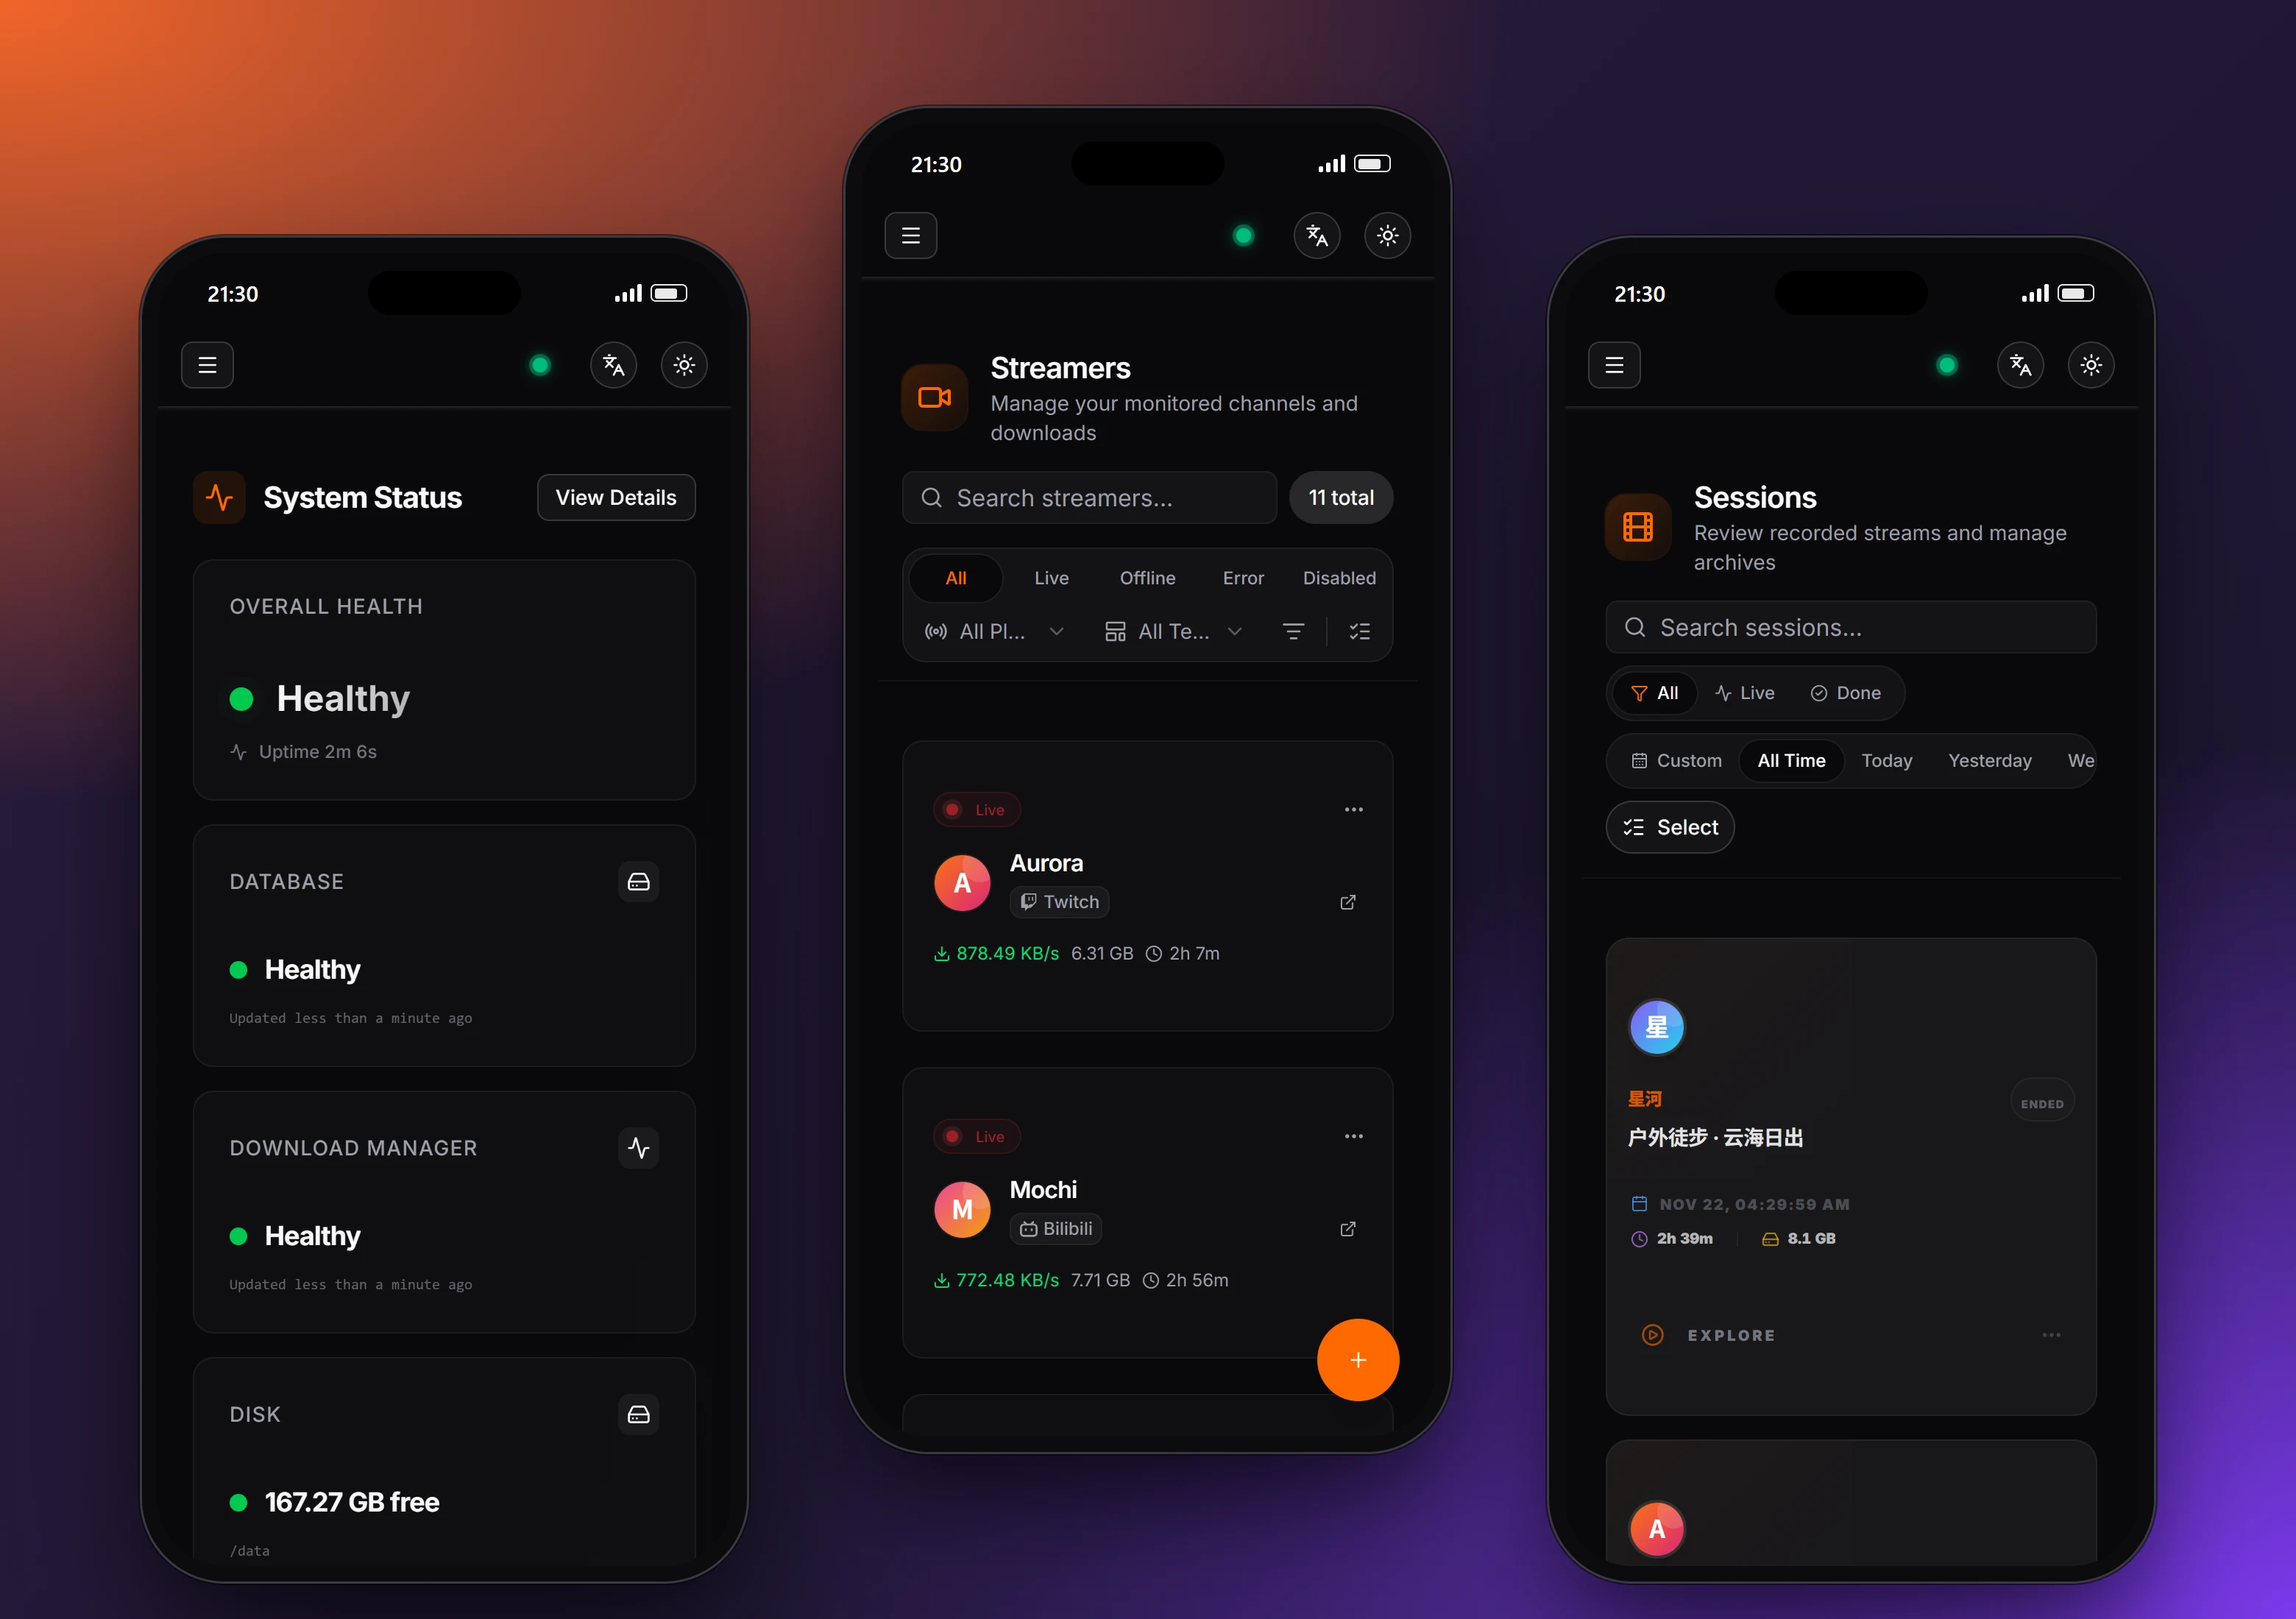 21:30
System Status
View Details
OVERALL HEALTH
Healthy
Uptime 2m 6s
DATABASE
Healthy
Updated less than a minute ago
DOWNLOAD MANAGER
Healthy
Updated less than a minute ago
DISK
167.27 GB free
/data
21:30
Streamers
Manage your monitored channels and
downloads
Search streamers...
11 total
All Live Offline Error Disabled
All Pl... All Te...
Live
A
Aurora
Twitch
878.49 KB/s 6.31 GB 2h 7m
Live
M
Mochi
Bilibili
772.48 KB/s 7.71 GB 2h 56m
+
21:30
Sessions
Review recorded streams and manage
archives
Search sessions...
All Live Done
Custom All Time Today Yesterday We
Select
星
星河
ENDED
户外徒步 · 云海日出
NOV 22, 04:29:59 AM
2h 39m 8.1 GB
EXPLORE
A